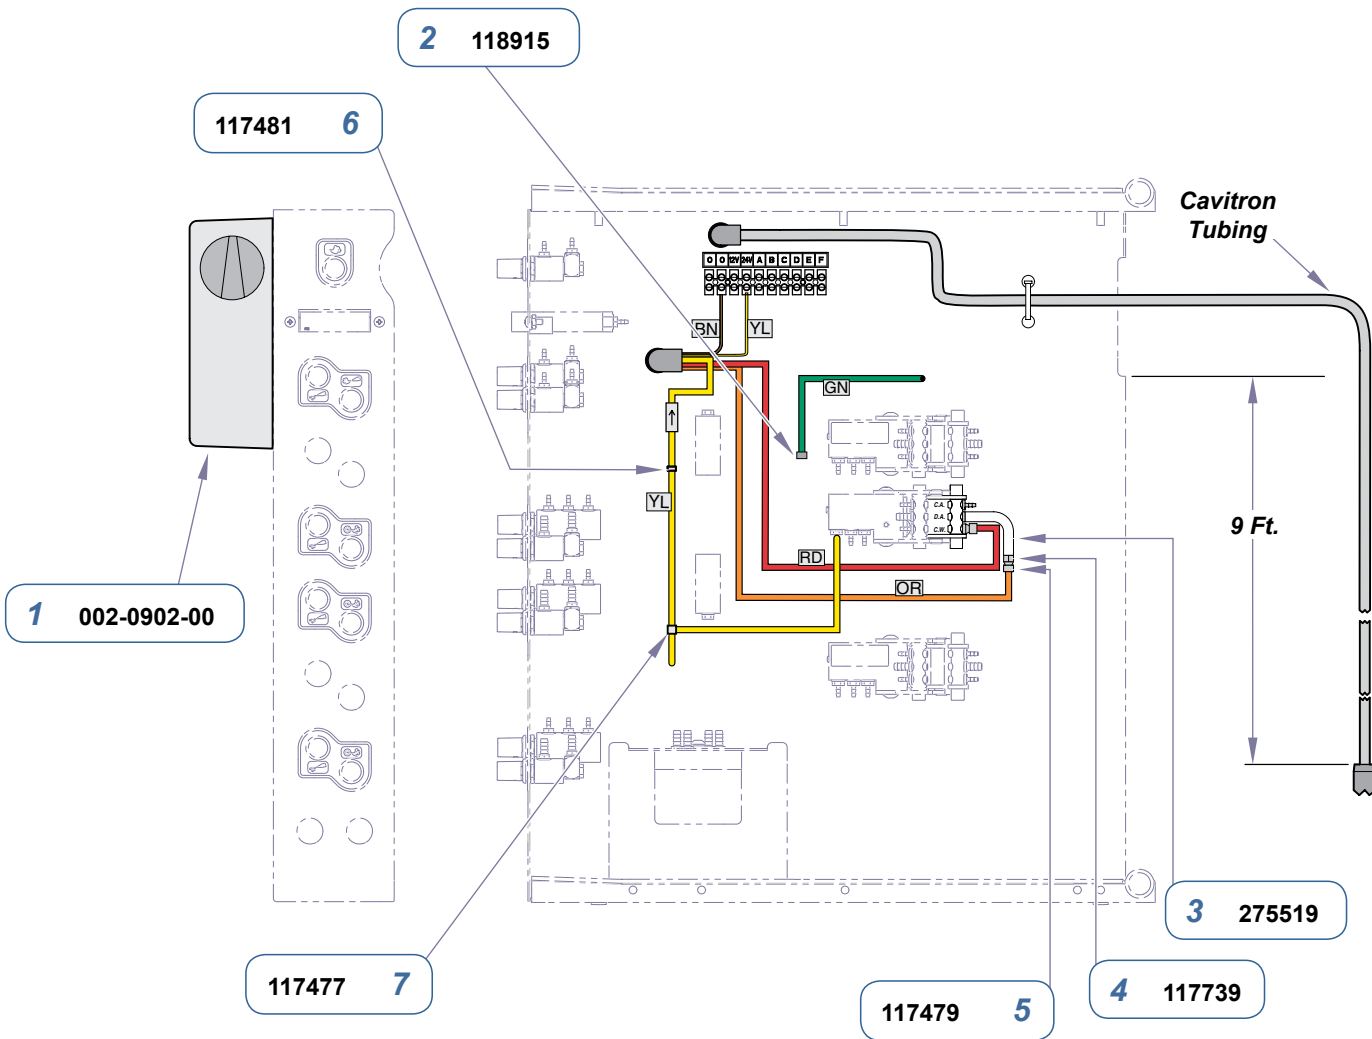 2 118915
117481 6
Cavitron
Tubing
O O 12V 24V A B C D E F
BN
YL
GN
YL
C.A.
D.A.
C.W.
9 Ft.
RD
OR
1 002-0902-00
3 275519
117477 7
4 117739
117479 5